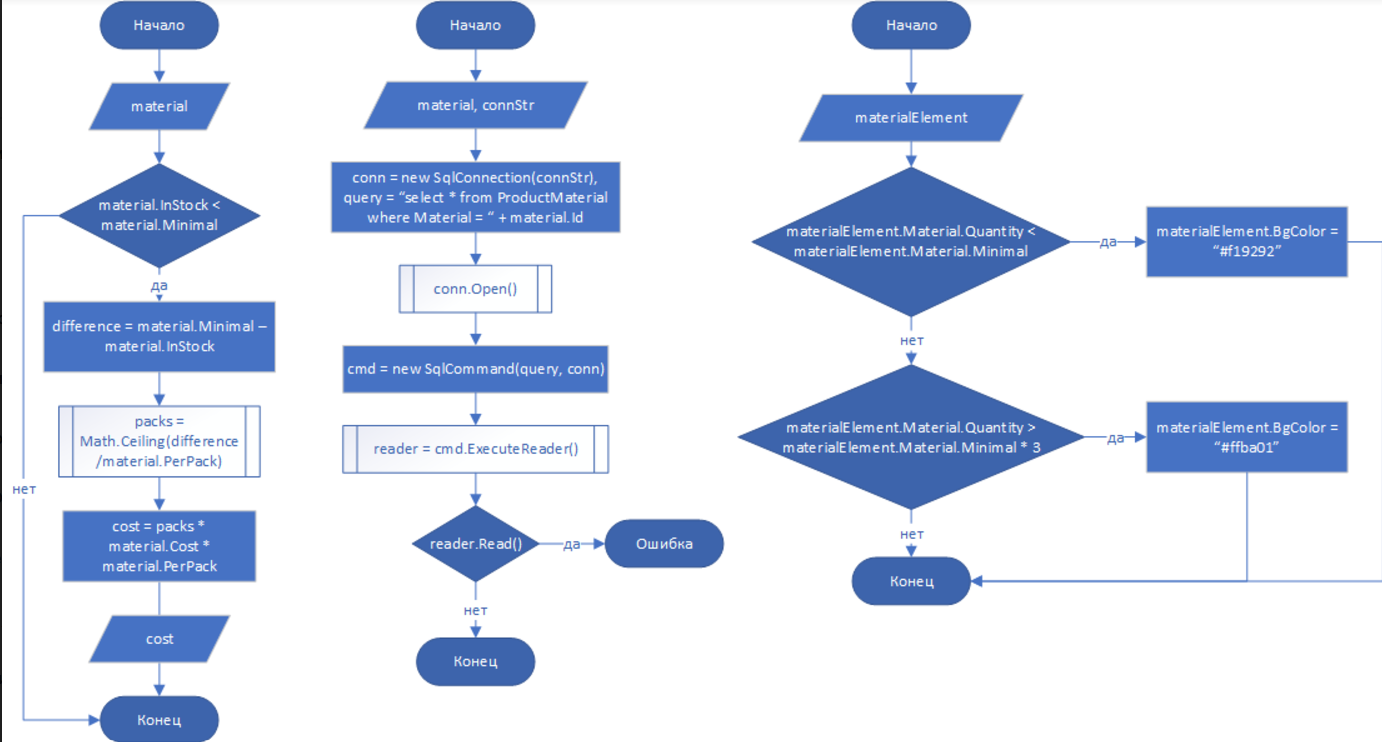 Начало
material
material.InStock <
material.Minimal
да
difference = material.Minimal –
material.InStock
packs =
Math.Ceiling(difference
/material.PerPack)
нет
cost = packs *
material.Cost *
material.PerPack
cost
Конец
Начало
material, connStr
conn = new SqlConnection(connStr),
query = “select * from ProductMaterial
where Material = “ + material.Id
conn.Open()
cmd = new SqlCommand(query, conn)
reader = cmd.ExecuteReader()
reader.Read()
да
Ошибка
нет
Конец
Начало
materialElement
materialElement.Material.Quantity <
materialElement.Material.Minimal
да
materialElement.BgColor =
“#f19292”
нет
materialElement.Material.Quantity >
materialElement.Material.Minimal * 3
да
materialElement.BgColor =
“#ffba01”
нет
Конец